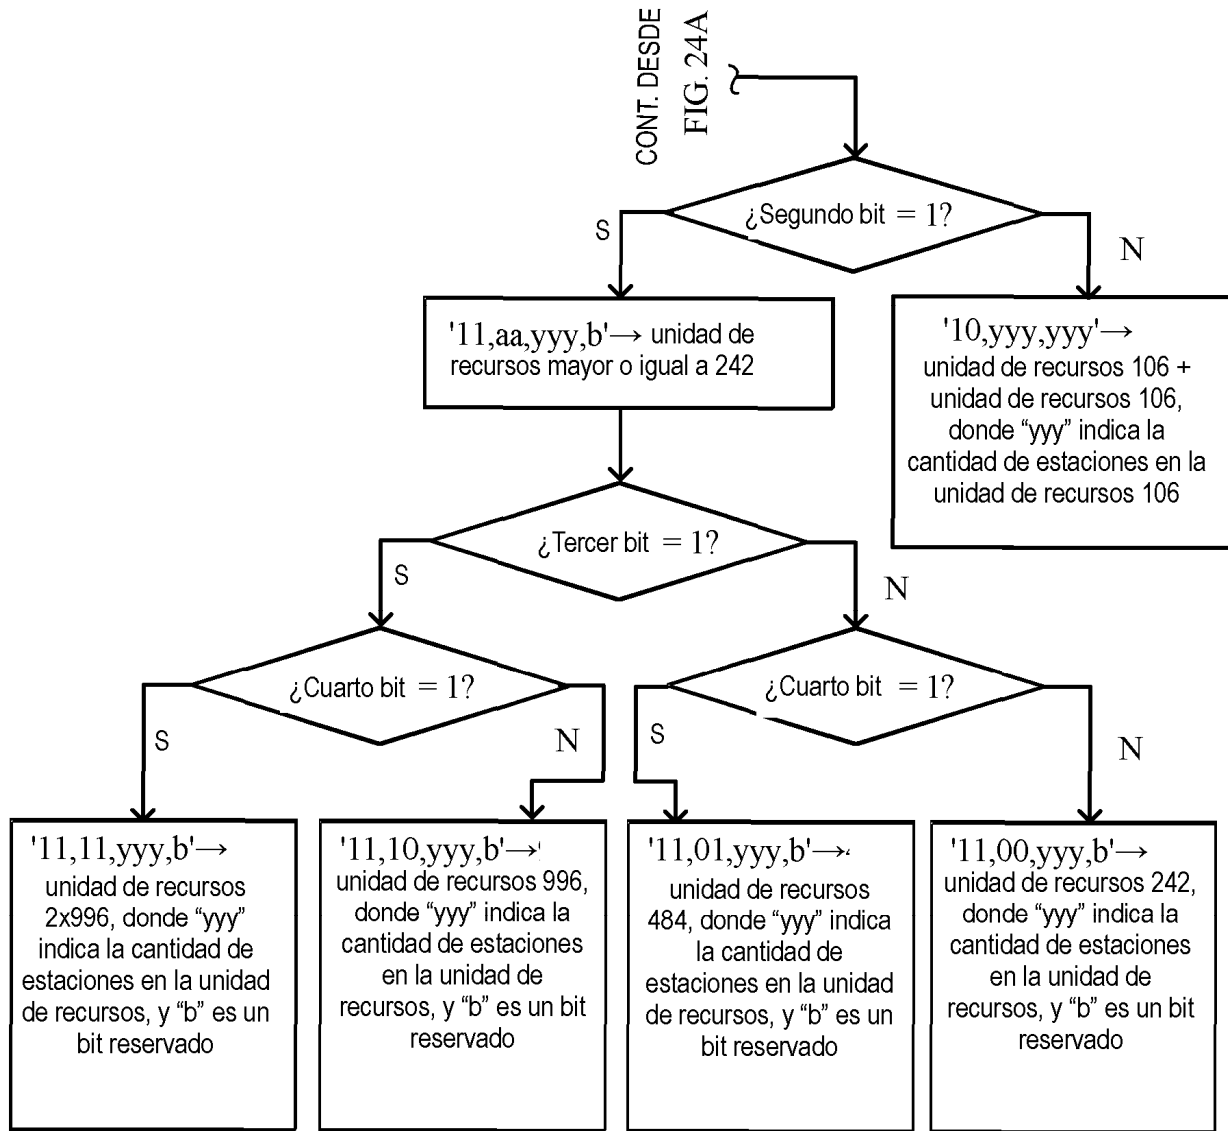 CONT. DESDE
FIG. 24A
¿Segundo bit = 1?
S
N
'11,aa,yyy,b'→ unidad de
recursos mayor o igual a 242
'10,yyy,yyy'→
unidad de recursos 106 +
unidad de recursos 106,
donde “yyy” indica la
cantidad de estaciones en la
unidad de recursos 106
¿Tercer bit = 1?
S
N
¿Cuarto bit = 1?
S
N
¿Cuarto bit = 1?
S
N
'11,11,yyy,b'→
unidad de recursos
2x996, donde “yyy”
indica la cantidad de
estaciones en la unidad
de recursos, y “b” es un
bit reservado
'11,10,yyy,b'→
unidad de recursos 996,
donde “yyy” indica la
cantidad de estaciones
en la unidad de
recursos, y “b” es un bit
reservado
'11,01,yyy,b'→
unidad de recursos
484, donde “yyy” indica
la cantidad de
estaciones en la unidad
de recursos, y “b” es un
bit reservado
'11,00,yyy,b'→
unidad de recursos 242,
donde “yyy” indica la
cantidad de estaciones
en la unidad de
recursos, y “b” es un bit
reservado